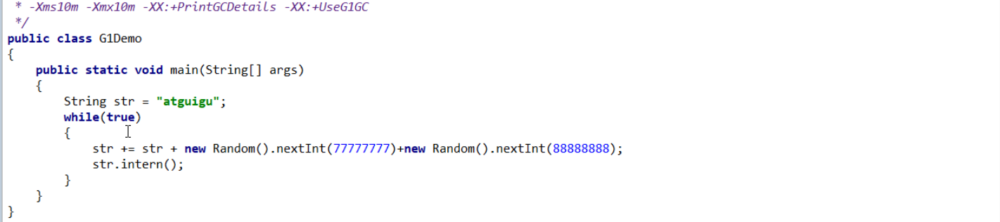 * -Xms10m -Xmx10m -XX:+PrintGCDetails -XX:+UseG1GC
*/
public class G1Demo
{
    public static void main(String[] args)
    {
        String str = "atguigu";
        while(true)
        {
            str += str + new Random().nextInt(77777777)+new Random().nextInt(88888888);
            str.intern();
        }
    }
}